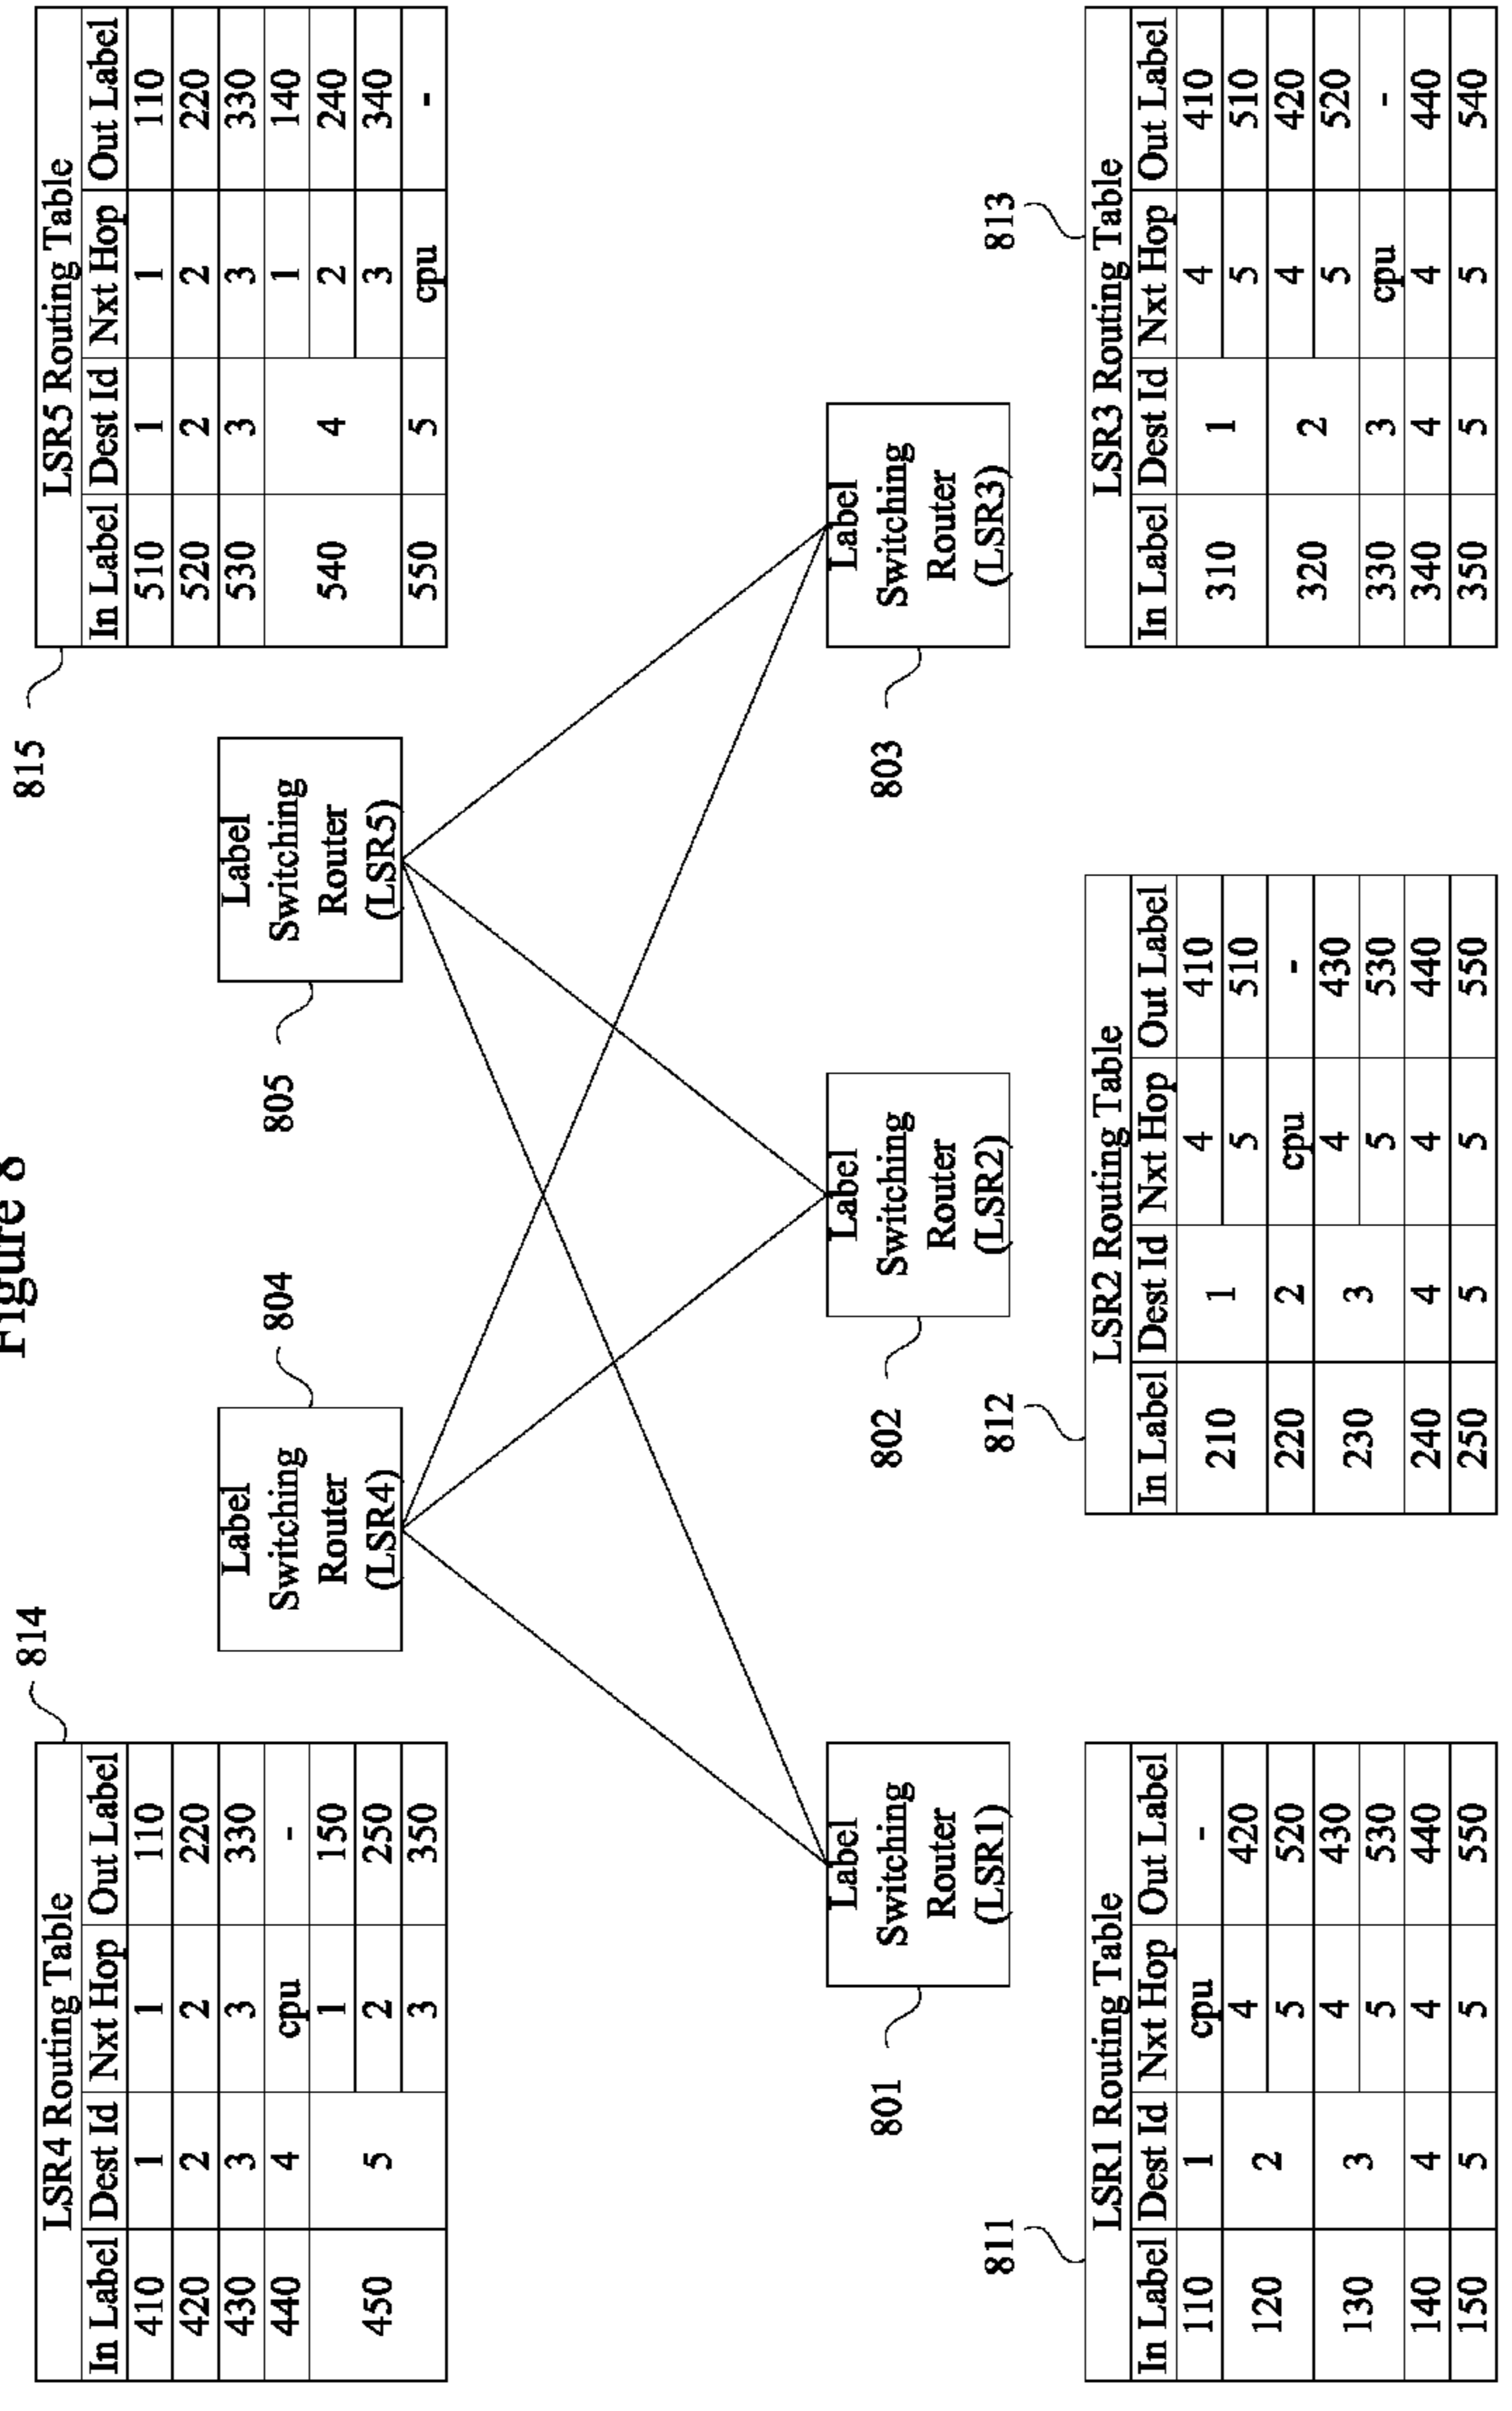 Figure 8
814
815
LSR4 Routing Table
In Label Dest Id Nxt Hop Out Label
410 1 1 110
420 2 2 220
430 3 3 330
440 4 cpu -
450 5 1 150
2 250
3 350
804
Label
Switching
Router
(LSR4)
805
Label
Switching
Router
(LSR5)
LSR5 Routing Table
In Label Dest Id Nxt Hop Out Label
510 1 1 110
520 2 2 220
530 3 3 330
540 4 1 140
2 240
3 340
550 5 cpu -
801
Label
Switching
Router
(LSR1)
802
Label
Switching
Router
(LSR2)
803
Label
Switching
Router
(LSR3)
811
LSR1 Routing Table
In Label Dest Id Nxt Hop Out Label
110 1 cpu -
120 2 4 420
5 520
130 3 4 430
5 530
140 4 4 440
150 5 5 550
812
LSR2 Routing Table
In Label Dest Id Nxt Hop Out Label
210 1 4 410
5 510
220 2 cpu -
230 3 4 430
5 530
240 4 4 440
250 5 5 550
813
LSR3 Routing Table
In Label Dest Id Nxt Hop Out Label
310 1 4 410
5 510
320 2 4 420
5 520
330 3 cpu -
340 4 4 440
350 5 5 540